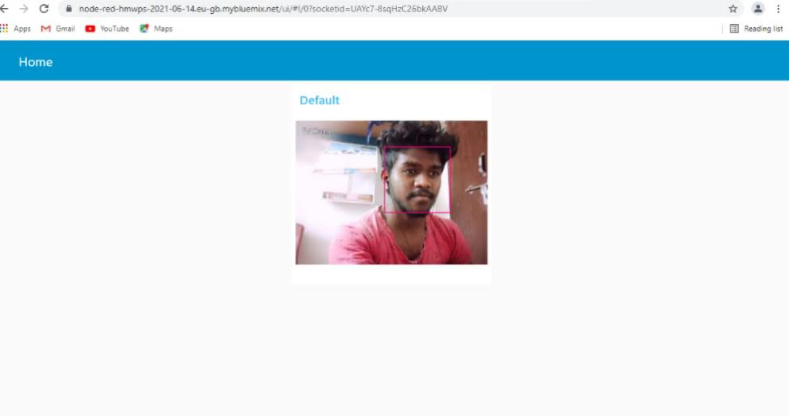 node-red-hmwps-2021-06-14.eu-gb.mybluemix.net/ui/#!/0?socketid=UAYc7-8sqHzC26bkAA8V
Apps Gmail YouTube Maps Reading list
Home
Default